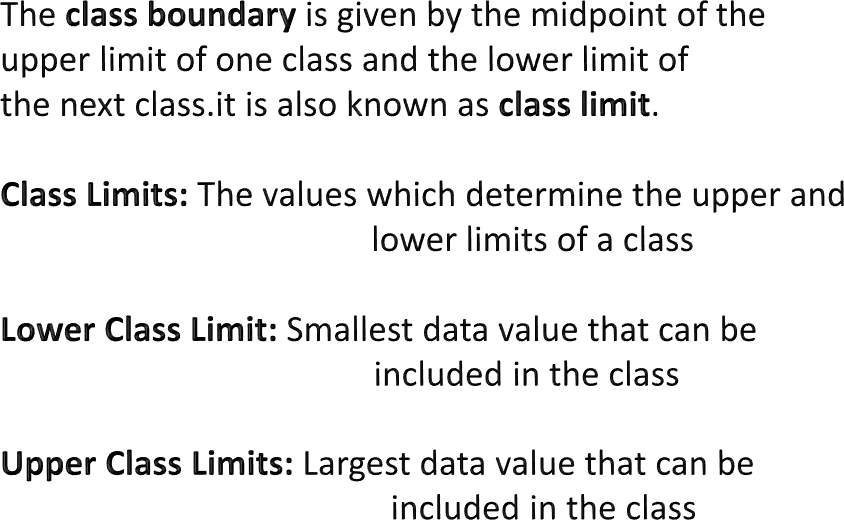 The class boundary is given by the midpoint of the
upper limit of one class and the lower limit of
the next class.it is also known as class limit.
Class Limits: The values which determine the upper and
lower limits of a class
Lower Class Limit: Smallest data value that can be
included in the class
Upper Class Limits: Largest data value that can be
included in the class